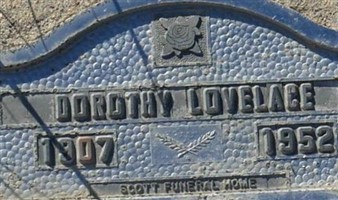 DOROTHY LOVELACE
1907 1952
SCOTT FUNERAL HOME